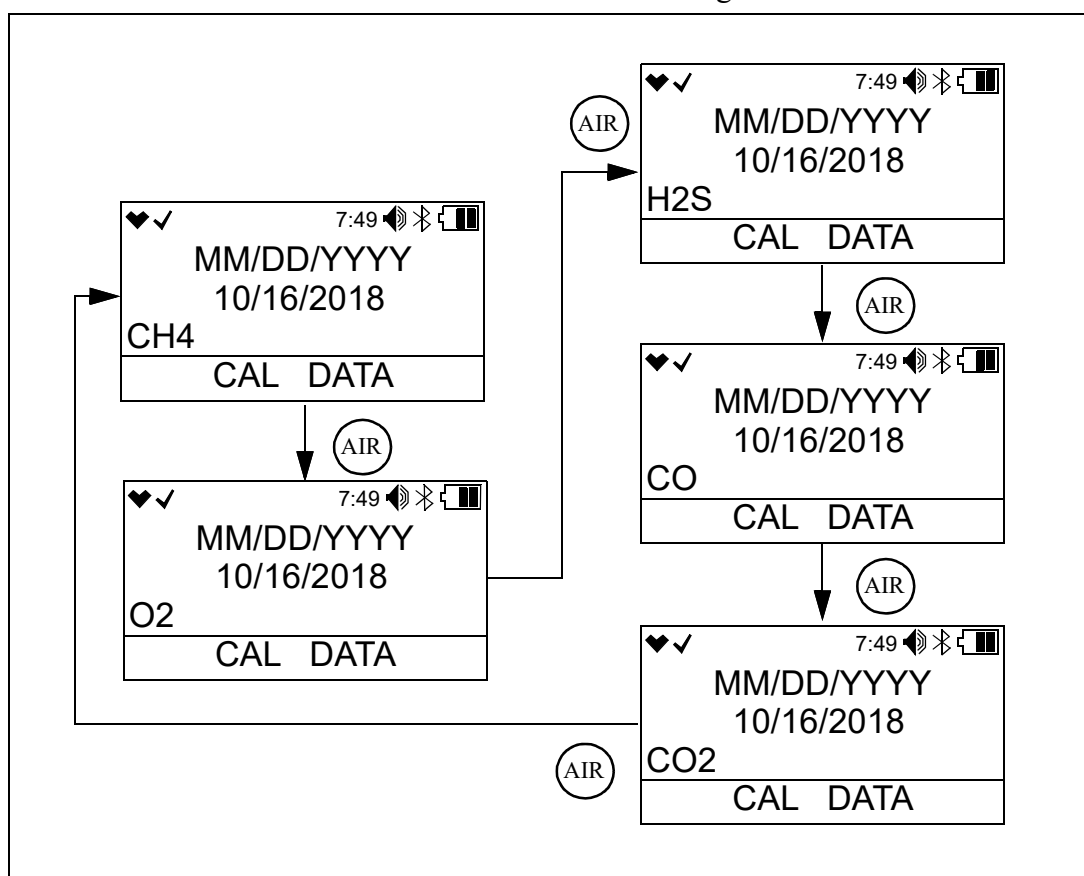 7:49
MM/DD/YYYY
10/16/2018
CH4
CAL DATA
AIR
7:49
MM/DD/YYYY
10/16/2018
O2
CAL DATA
AIR
7:49
MM/DD/YYYY
10/16/2018
H2S
CAL DATA
AIR
7:49
MM/DD/YYYY
10/16/2018
CO
CAL DATA
AIR
7:49
MM/DD/YYYY
10/16/2018
CO2
CAL DATA
AIR